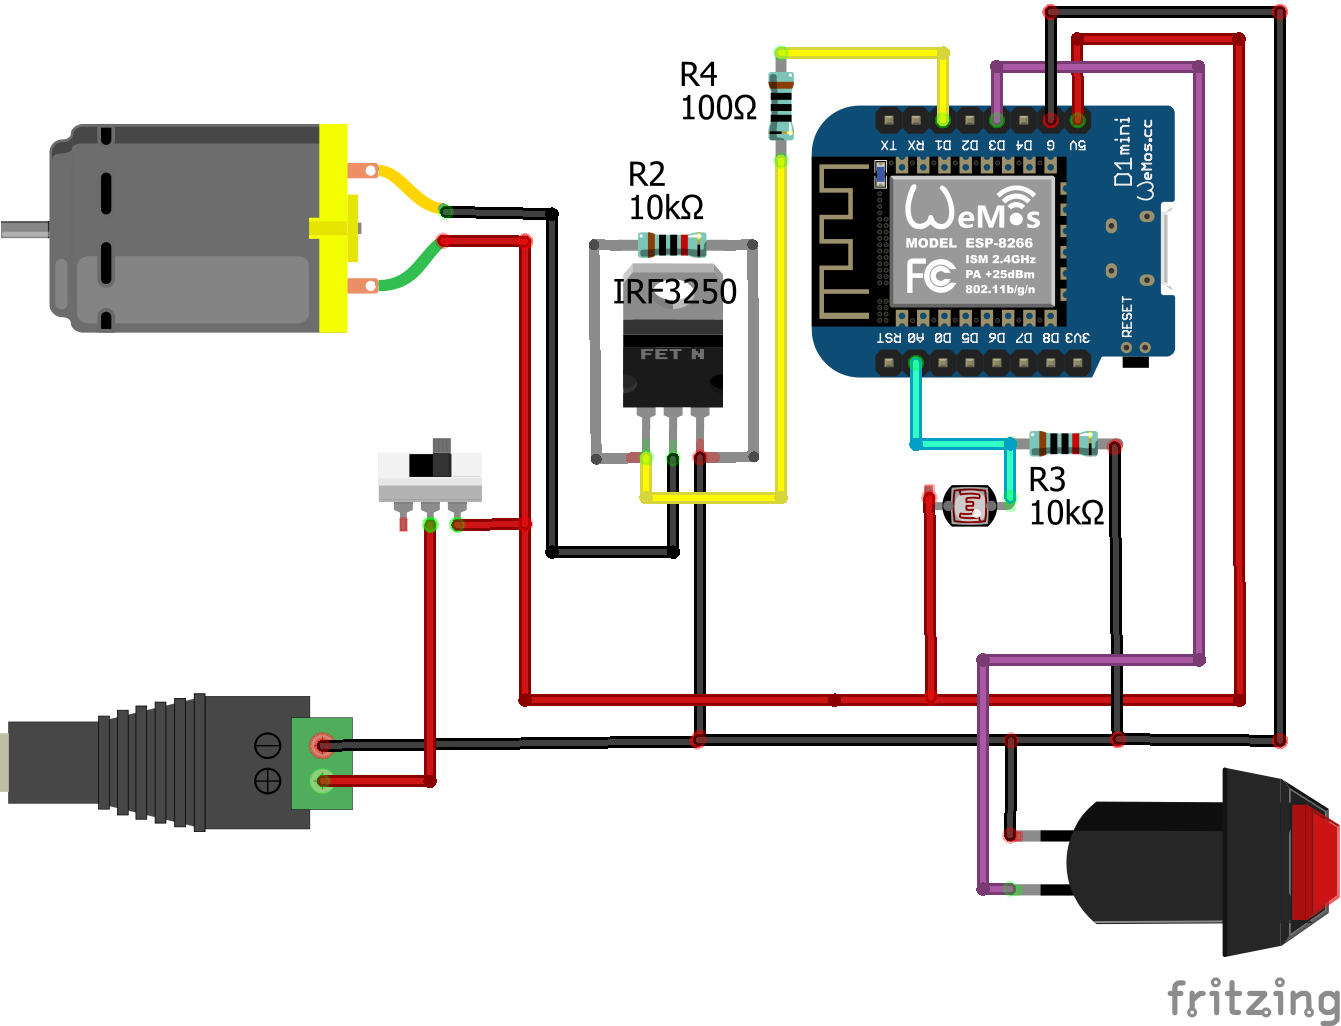 R4
100Ω
R2
10kΩ
IRF3250
FET N
TX
RX
D1
D2
D3
D4
G
5V
D1mini
WeMos.cc
WeMos
MODEL ESP-8266
ISM 2.4GHz
PA +25dBm
802.11b/g/n
FC
RESET
RST
A0
D0
D5
D6
D7
D8
3V3
R3
10kΩ
fritzing